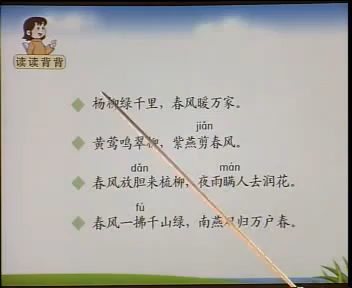 读读背背
杨柳绿千里，春风暖万家。
jiǎn
黄莺鸣翠柳，紫燕剪春风。
dǎn mán
春风放胆来梳柳，夜雨瞒人去润花。
fú
春风一拂千山绿，南燕双归万户春。